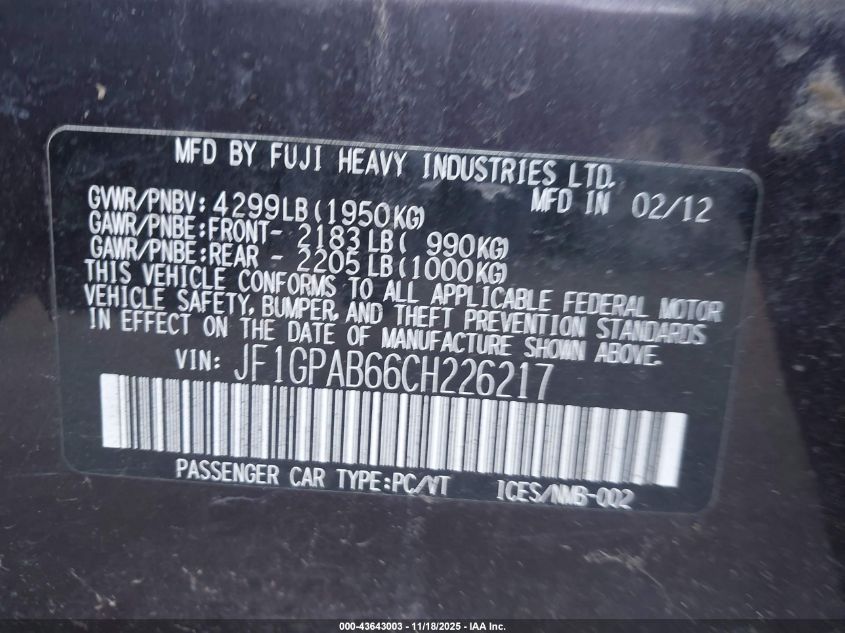 MFD BY FUJI HEAVY INDUSTRIES LTD.
GVWR/PNBV: 4299LB(1950KG) MFD IN 02/12
GAWR/PNBE:FRONT- 2183LB( 990KG)
GAWR/PNBE:REAR - 2205LB(1000KG)
THIS VEHICLE CONFORMS TO ALL APPLICABLE FEDERAL MOTOR
VEHICLE SAFETY, BUMPER, AND THEFT PREVENTION STANDARDS
IN EFFECT ON THE DATE OF MANUFACTURE SHOWN ABOVE.
VIN: JF1GPAB66CH226217
PASSENGER CAR TYPE:PC/VT ICES/NMB-002
000-43643003 - 11/18/2025 - IAA Inc.